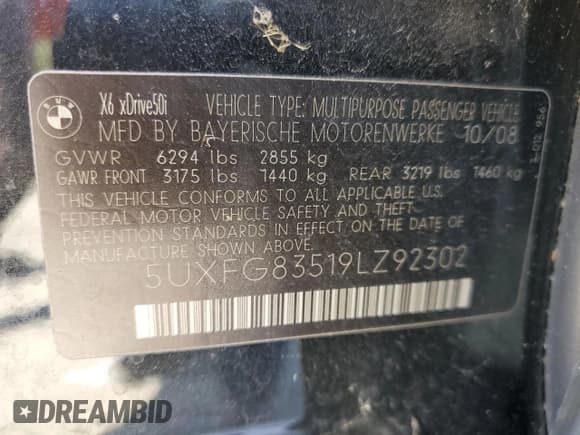 BMW
X6 xDrive50i VEHICLE TYPE: MULTIPURPOSE PASSENGER VEHICLE
MFD BY BAYERISCHE MOTORENWERKE 10/08
GVWR 6294 lbs 2855 kg
GAWR FRONT 3175 lbs 1440 kg REAR 3219 lbs 1460 kg
THIS VEHICLE CONFORMS TO ALL APPLICABLE U.S.
FEDERAL MOTOR VEHICLE SAFETY AND THEFT
PREVENTION STANDARDS IN EFFECT ON THE DATE OF
MANUFACTURE SHOWN ABOVE.
5UXFG83519LZ92302
DREAMBID